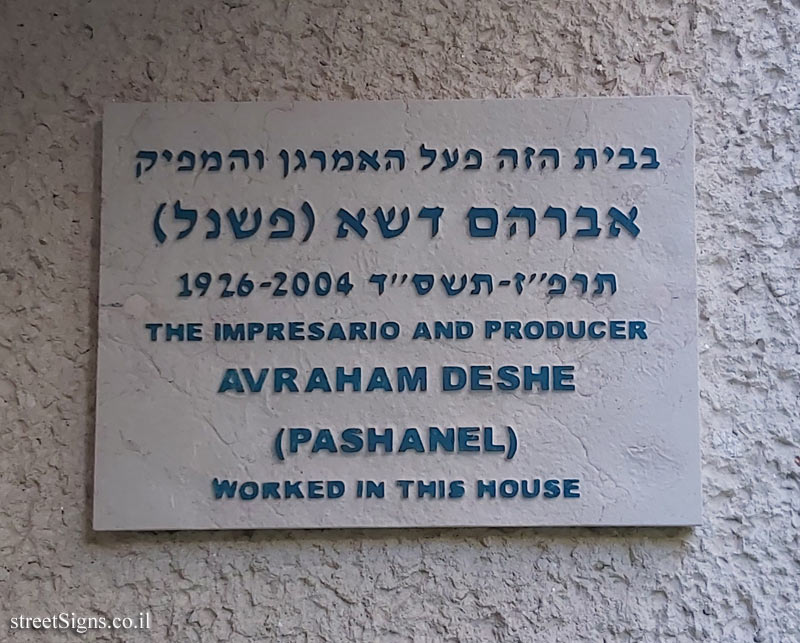 בבית הזה פעל האמרגן והמפיק
אברהם דשא (פשנל)
תרפ״ז-תשס״ד 1926-2004
THE IMPRESARIO AND PRODUCER
AVRAHAM DESHE
(PASHANEL)
WORKED IN THIS HOUSE
streetSigns.co.il